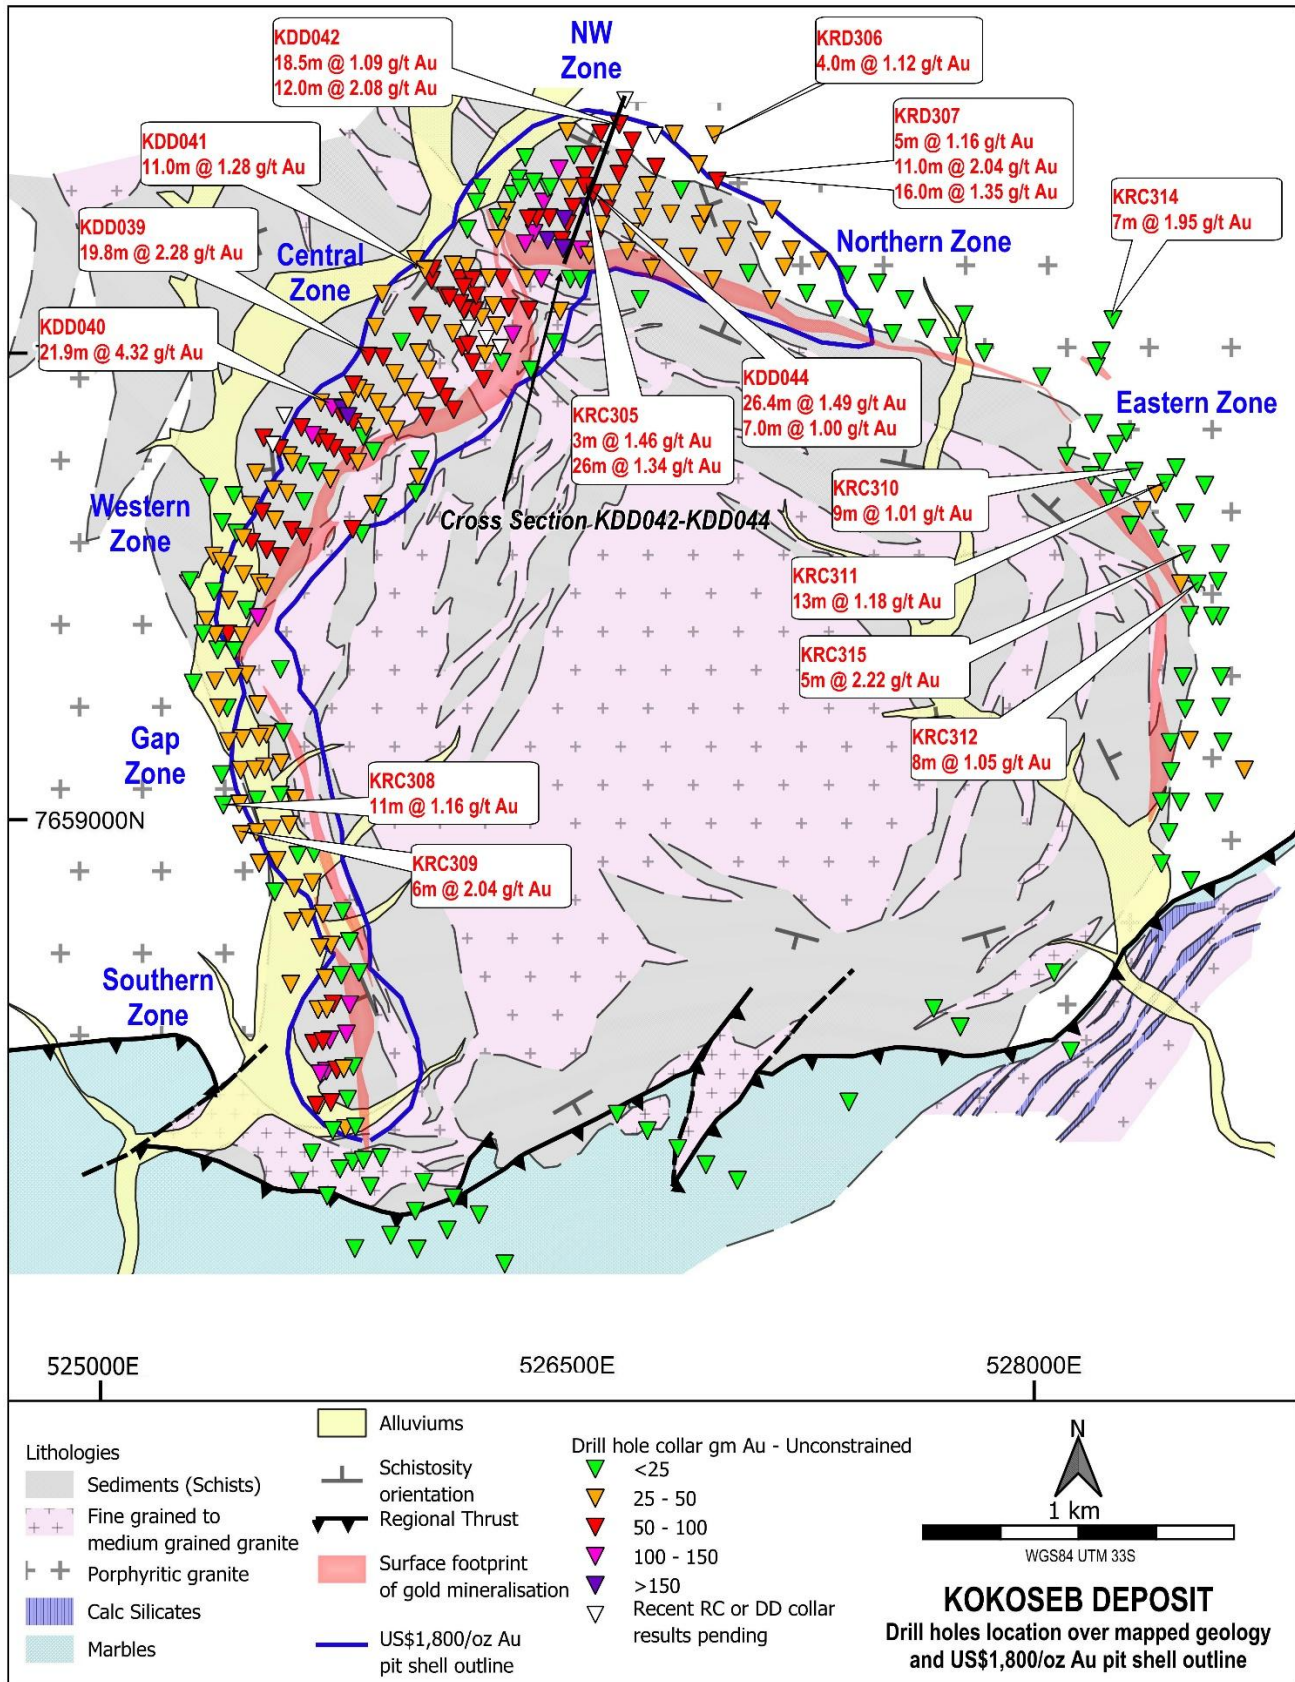 KDD042
18.5m @ 1.09 g/t Au
12.0m @ 2.08 g/t Au
NW
Zone
KRD306
4.0m @ 1.12 g/t Au
KDD041
11.0m @ 1.28 g/t Au
KRD307
5m @ 1.16 g/t Au
11.0m @ 2.04 g/t Au
16.0m @ 1.35 g/t Au
KRC314
7m @ 1.95 g/t Au
KDD039
19.8m @ 2.28 g/t Au
Central
Zone
Northern Zone
KDD040
21.9m @ 4.32 g/t Au
KDD044
26.4m @ 1.49 g/t Au
7.0m @ 1.00 g/t Au
KRC305
3m @ 1.46 g/t Au
26m @ 1.34 g/t Au
Eastern Zone
Western
Zone
Cross Section KDD042-KDD044
KRC310
9m @ 1.01 g/t Au
KRC311
13m @ 1.18 g/t Au
KRC315
5m @ 2.22 g/t Au
KRC312
8m @ 1.05 g/t Au
Gap
Zone
KRC308
11m @ 1.16 g/t Au
7659000N
KRC309
6m @ 2.04 g/t Au
Southern
Zone
525000E
526500E
528000E
Lithologies
Sediments (Schists)
Fine grained to
medium grained granite
Porphyritic granite
Calc Silicates
Marbles
Alluviums
Schistosity
orientation
Regional Thrust
Surface footprint
of gold mineralisation
US$1,800/oz Au
pit shell outline
Drill hole collar gm Au - Unconstrained
<25
25 - 50
50 - 100
100 - 150
>150
Recent RC or DD collar
results pending
N
1 km
WGS84 UTM 33S
KOKOSEB DEPOSIT
Drill holes location over mapped geology
and US$1,800/oz Au pit shell outline